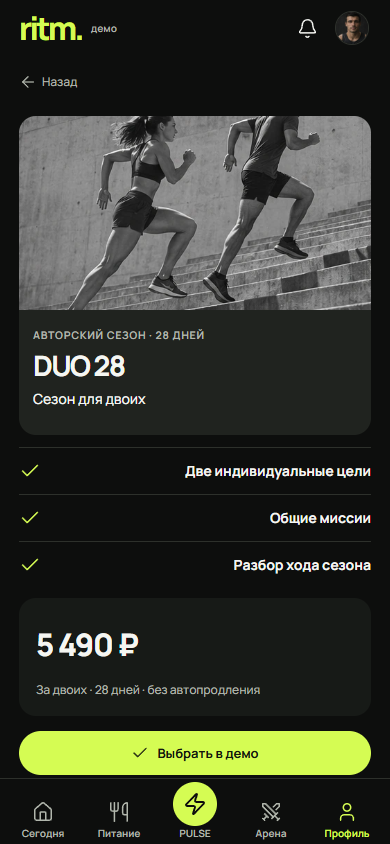 ritm. демо
Назад
АВТОРСКИЙ СЕЗОН · 28 ДНЕЙ
DUO 28
Сезон для двоих
Две индивидуальные цели
Общие миссии
Разбор хода сезона
5 490 ₽
За двоих · 28 дней · без автопродления
Выбрать в демо
Сегодня Питание PULSE Арена Профиль